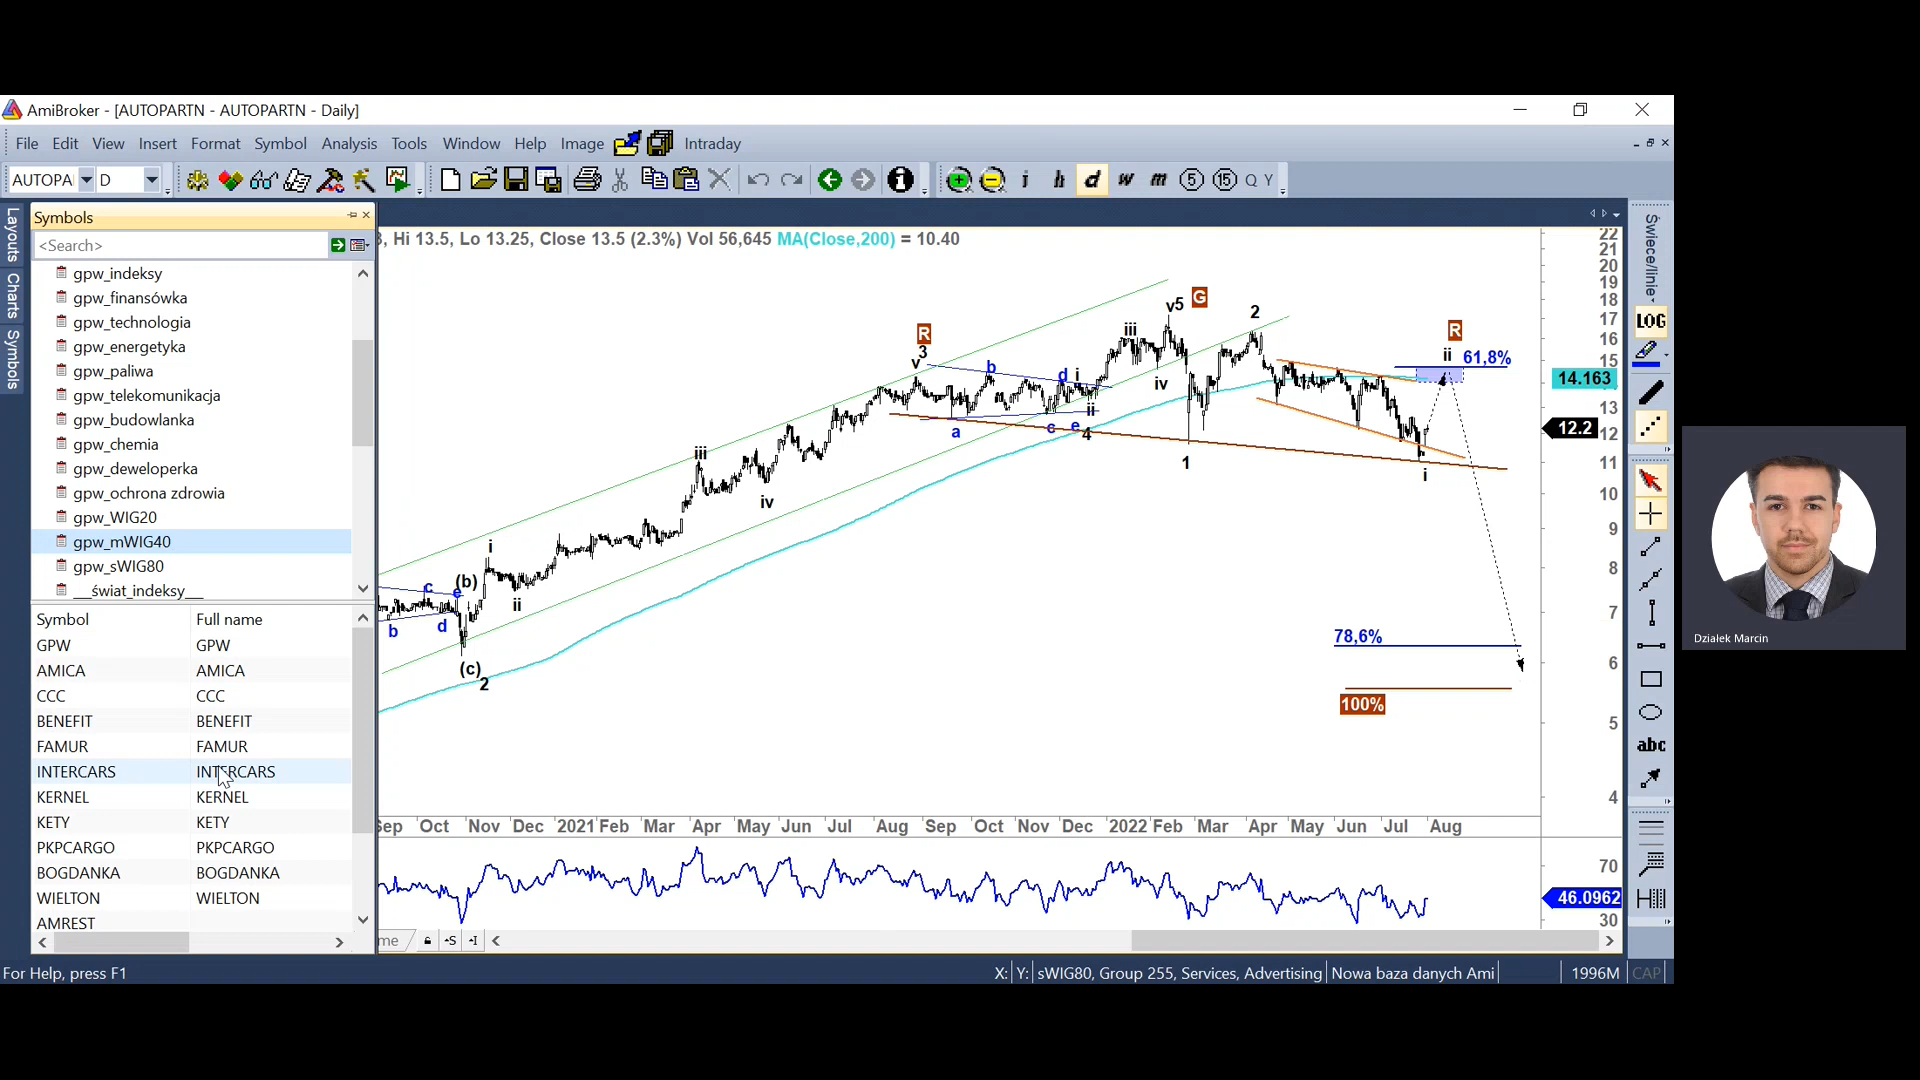 AmiBroker - [AUTOPARTN - AUTOPARTN - Daily]
File Edit View Insert Format Symbol Analysis Tools Window Help Image Intraday
AUTOPAI D
i h d w m 5 15 Q Y
Layouts
Charts
Symbols
Symbols
<Search>
gpw_indeksy
gpw_finansówka
gpw_technologia
gpw_energetyka
gpw_paliwa
gpw_telekomunikacja
gpw_budowlanka
gpw_chemia
gpw_deweloperka
gpw_ochrona zdrowia
gpw_WIG20
gpw_mWIG40
gpw_sWIG80
__świat_indeksy__
Symbol Full name
GPW GPW
AMICA AMICA
CCC CCC
BENEFIT BENEFIT
FAMUR FAMUR
INTERCARS INTERCARS
KERNEL KERNEL
KETY KETY
PKPCARGO PKPCARGO
BOGDANKA BOGDANKA
WIELTON WIELTON
AMREST
3, Hi 13.5, Lo 13.25, Close 13.5 (2.3%) Vol 56,645 MA(Close,200) = 10.40
b
c
d
e
(b)
(c)
2
i
ii
iii
iv
R
3
v
a
b
c
d
e
4
i
ii
iii
iv
v5
G
1
2
i
R
ii
61,8%
78,6%
100%
22
21
20
19
18
17
16
15
14.163
13
12.2
12
11
10
9
8
7
6
5
4
Sep Oct Nov Dec 2021 Feb Mar Apr May Jun Jul Aug Sep Oct Nov Dec 2022 Feb Mar Apr May Jun Jul Aug
70
46.0962
30
me
S
I
Świece/linie
LOG
abc
For Help, press F1
X: Y: sWIG80, Group 255, Services, Advertising Nowa baza danych Ami 1996M CAP
Działek Marcin